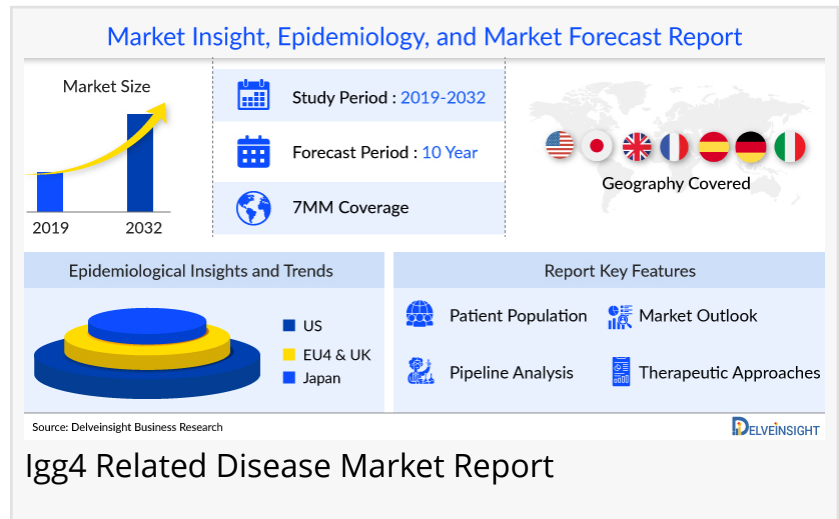 Market Insight, Epidemiology, and Market Forecast Report
Market Size
2019
2032
Study Period : 2019-2032
Forecast Period : 10 Year
7MM Coverage
Geography Covered
Epidemiological Insights and Trends
US
EU4 & UK
Japan
Report Key Features
Patient Population
Market Outlook
Pipeline Analysis
Therapeutic Approaches
Source: Delveinsight Business Research
DELVEINSIGHT
Igg4 Related Disease Market Report